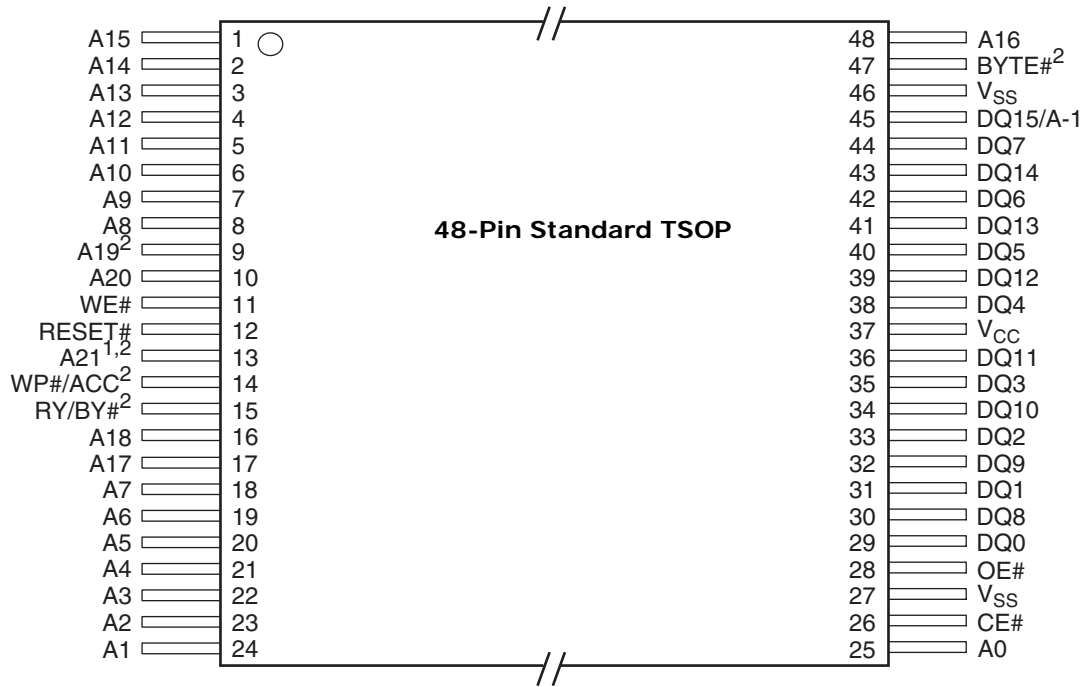 A15 1 48 A16
A14 2 47 BYTE#²
A13 3 46 V_SS
A12 4 45 DQ15/A-1
A11 5 44 DQ7
A10 6 43 DQ14
A9 7 42 DQ6
A8 8 41 DQ13
A19² 9 40 DQ5
A20 10 39 DQ12
WE# 11 38 DQ4
RESET# 12 37 V_CC
A21¹,² 13 36 DQ11
WP#/ACC² 14 35 DQ3
RY/BY#² 15 34 DQ10
A18 16 33 DQ2
A17 17 32 DQ9
A7 18 31 DQ1
A6 19 30 DQ8
A5 20 29 DQ0
A4 21 28 OE#
A3 22 27 V_SS
A2 23 26 CE#
A1 24 25 A0
48-Pin Standard TSOP